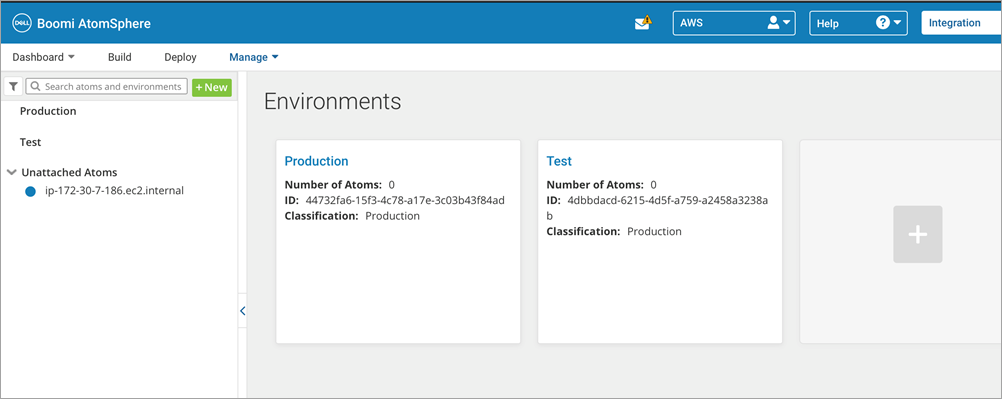 DELL Boomi AtomSphere AWS Help ? Integration
Dashboard Build Deploy Manage
Search atoms and environments + New
Production
Test
Unattached Atoms
ip-172-30-7-186.ec2.internal
Environments
Production
Number of Atoms: 0
ID: 44732fa6-15f3-4c78-a17e-3c03b43f84ad
Classification: Production
Test
Number of Atoms: 0
ID: 4dbbdacd-6215-4d5f-a759-a2458a3238a
b
Classification: Production